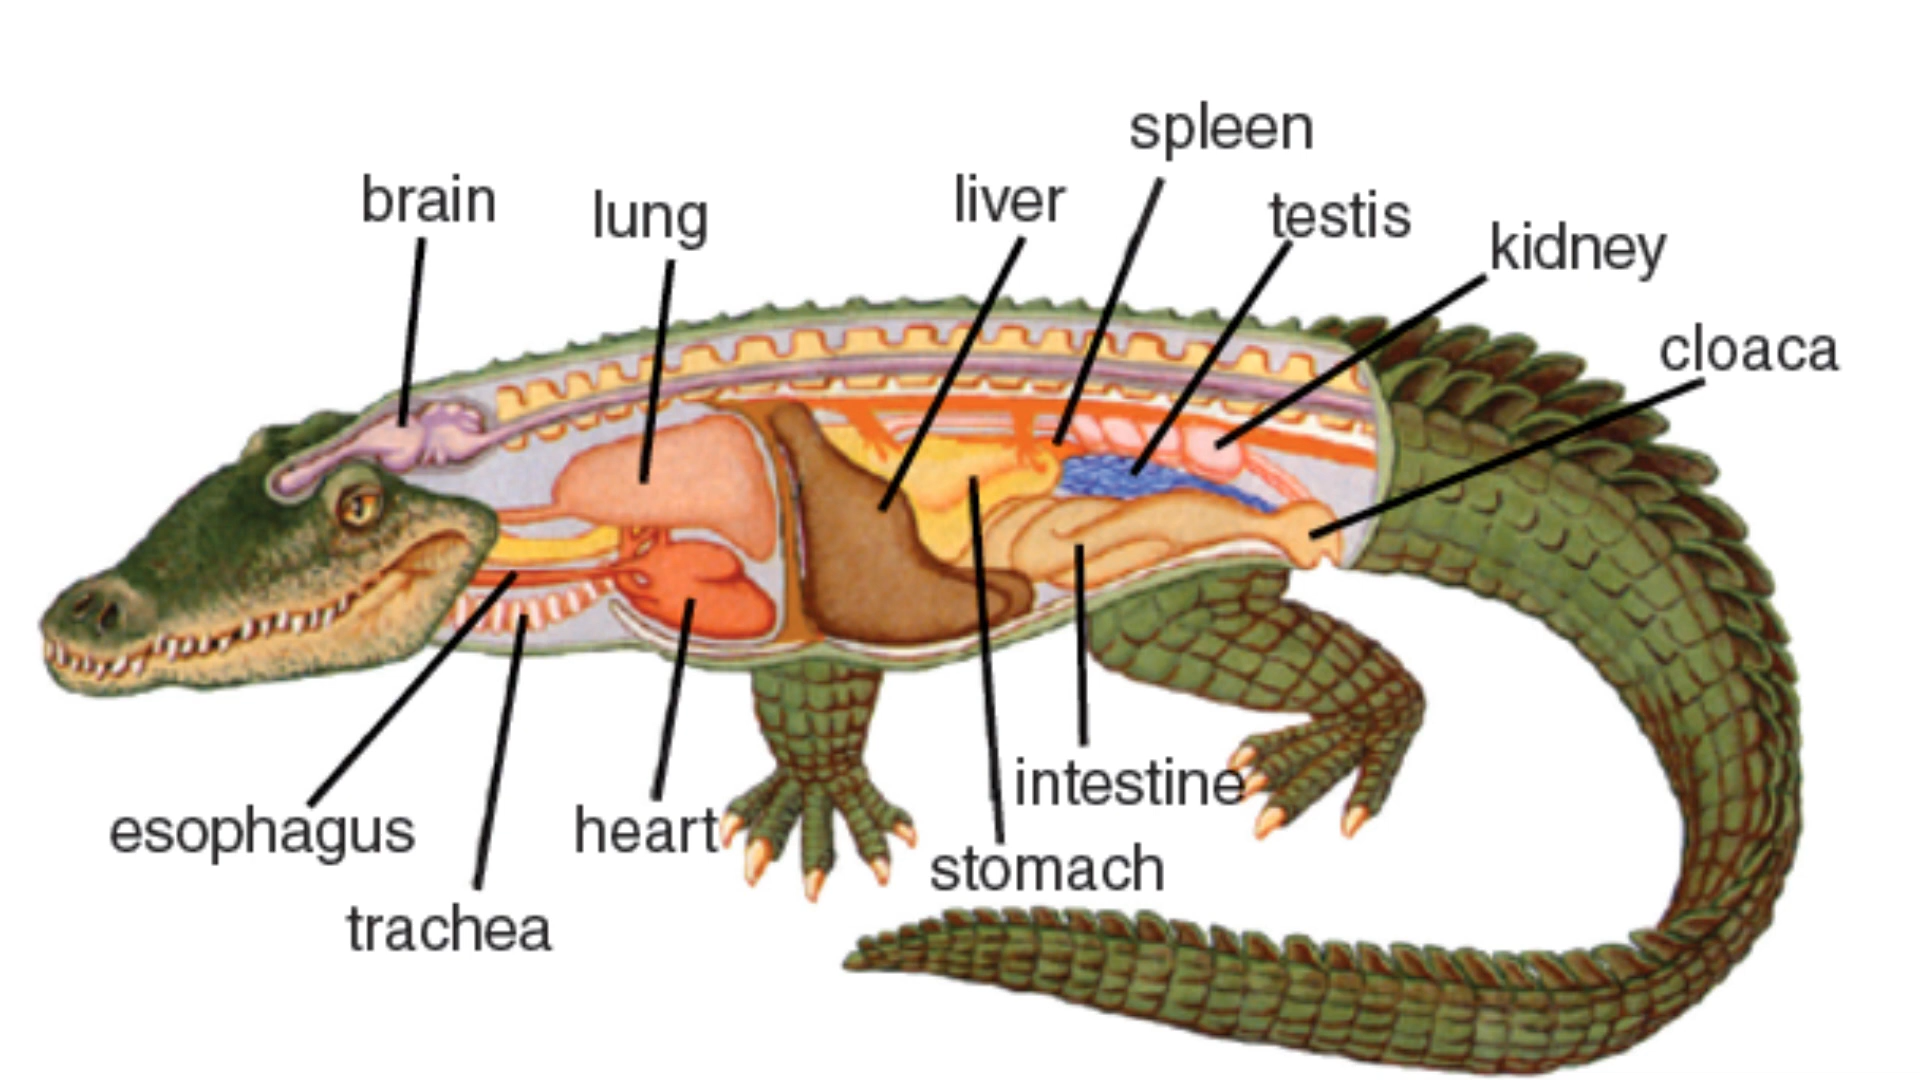 spleen
brain
lung
liver
testis
kidney
cloaca
intestine
esophagus
heart
stomach
trachea